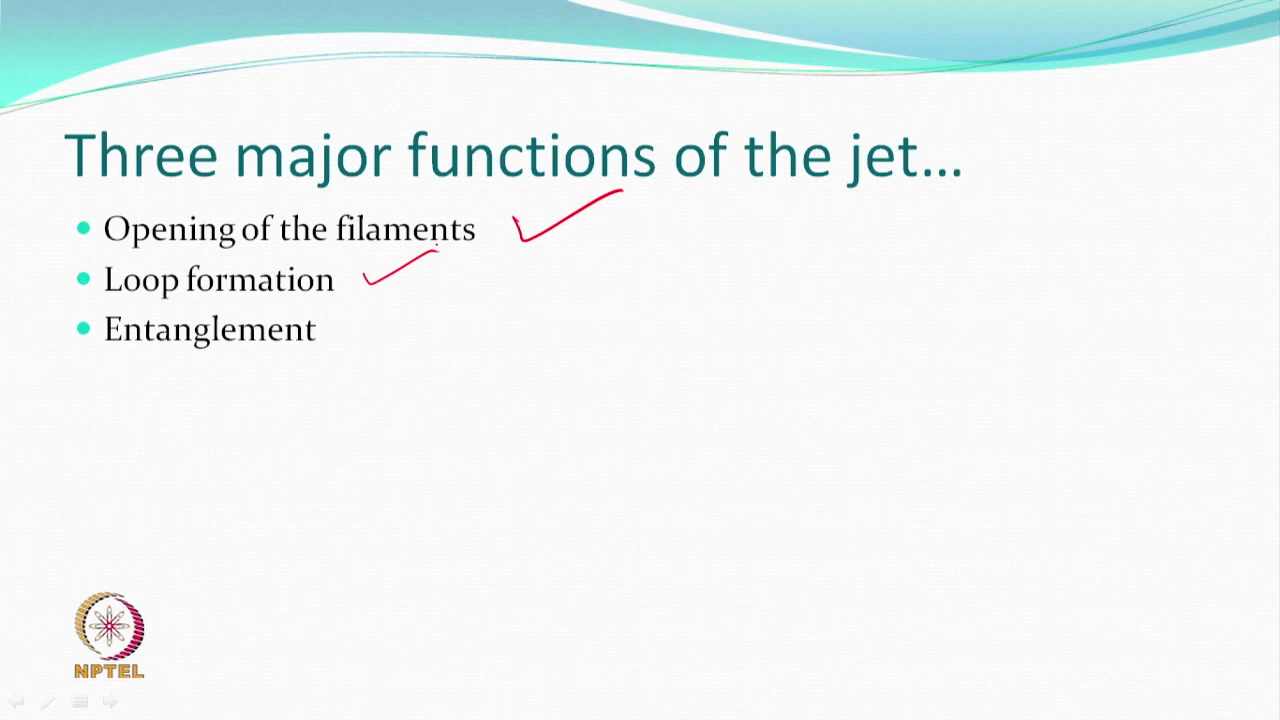 Three major functions of the jet...
Opening of the filaments
Loop formation
Entanglement
NPTEL